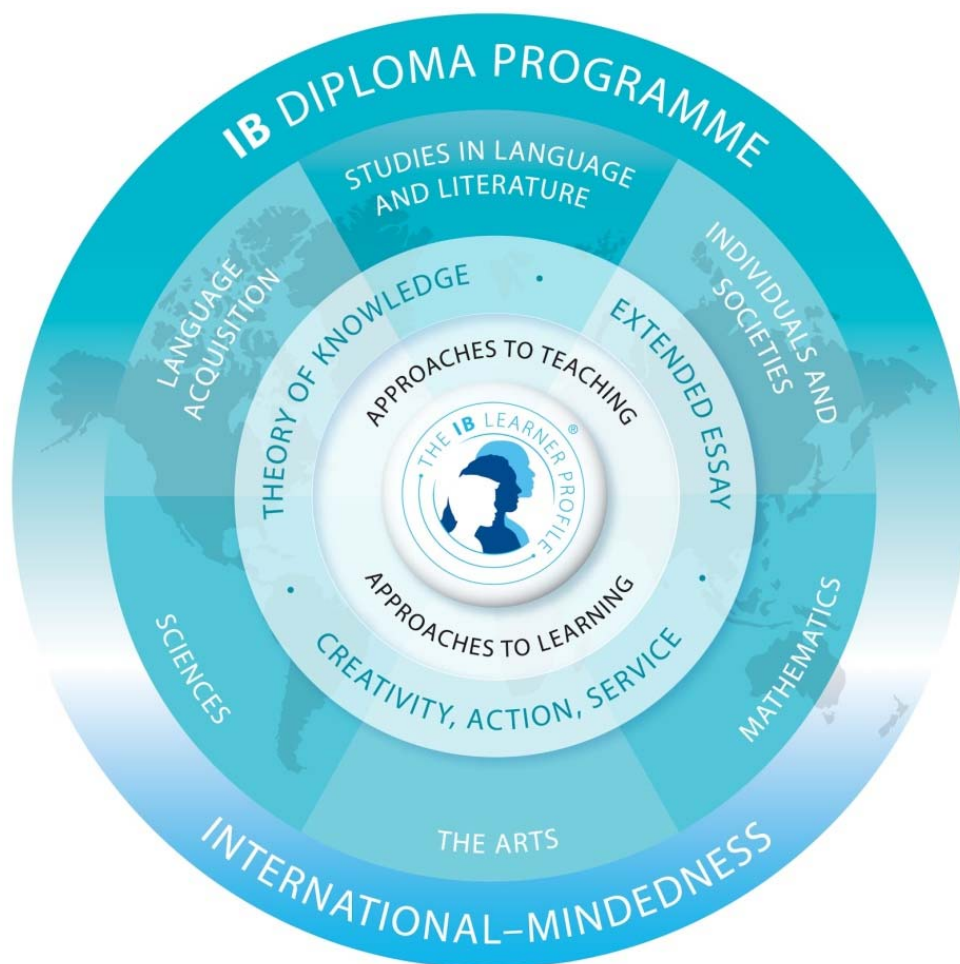 IB DIPLOMA PROGRAMME
STUDIES IN LANGUAGE
AND LITERATURE
LANGUAGE
ACQUISITION
INDIVIDUALS AND
SOCIETIES
THEORY OF KNOWLEDGE
EXTENDED ESSAY
APPROACHES TO TEACHING
THE IB LEARNER PROFILE®
APPROACHES TO LEARNING
CREATIVITY, ACTION, SERVICE
SCIENCES
MATHEMATICS
THE ARTS
INTERNATIONAL–MINDEDNESS